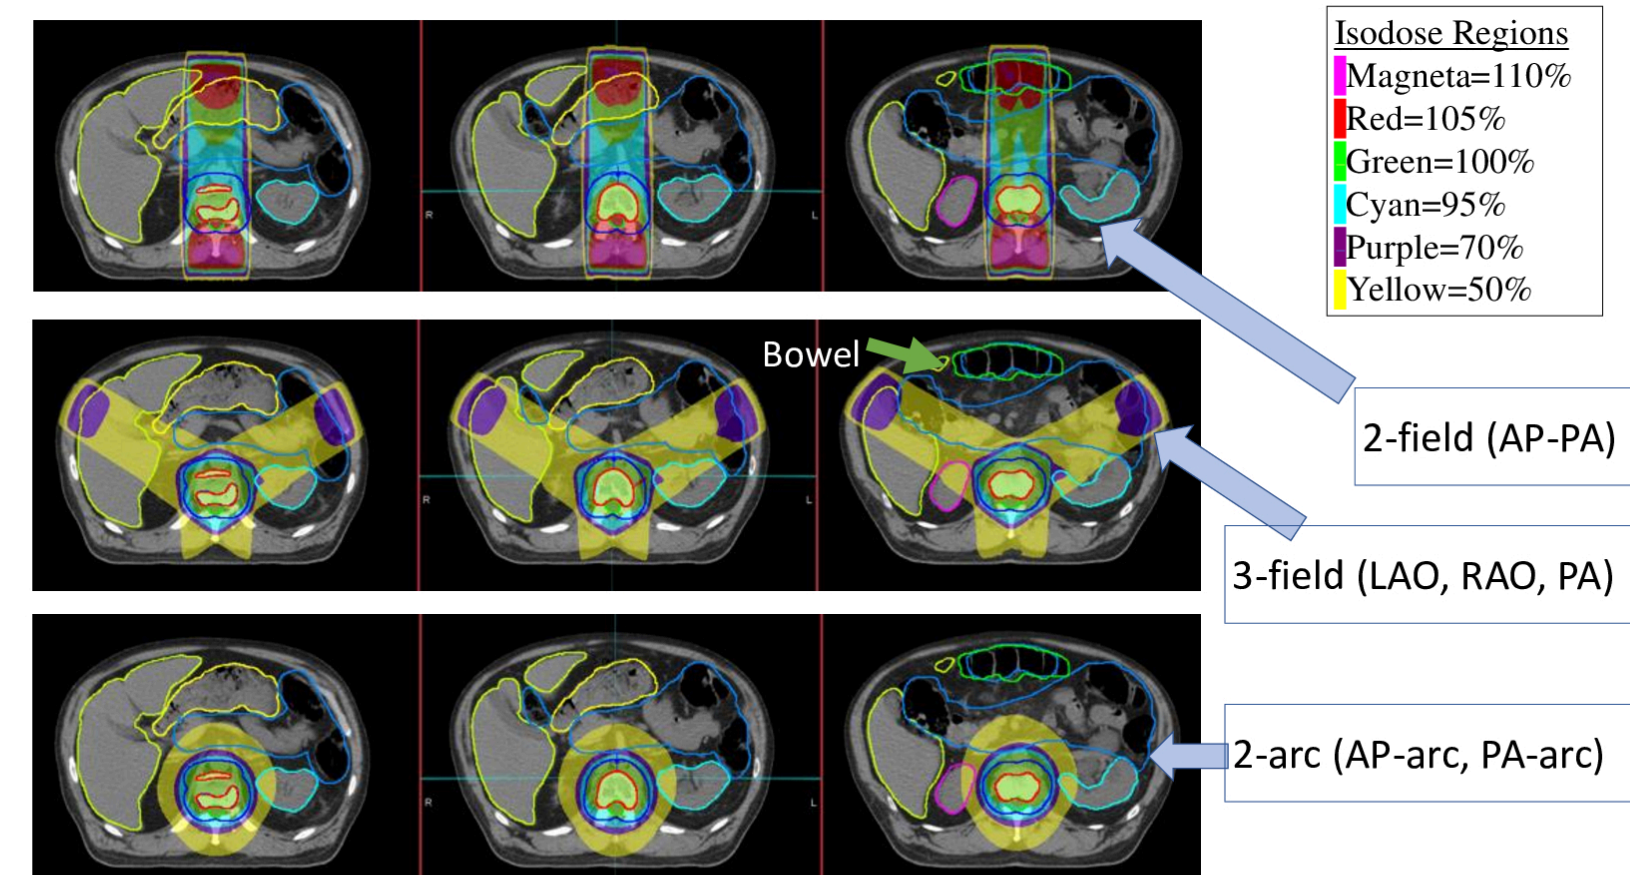 Isodose Regions
Magneta=110%
Red=105%
Green=100%
Cyan=95%
Purple=70%
Yellow=50%
R
L
Bowel
2-field (AP-PA)
R
L
3-field (LAO, RAO, PA)
2-arc (AP-arc, PA-arc)
R
L